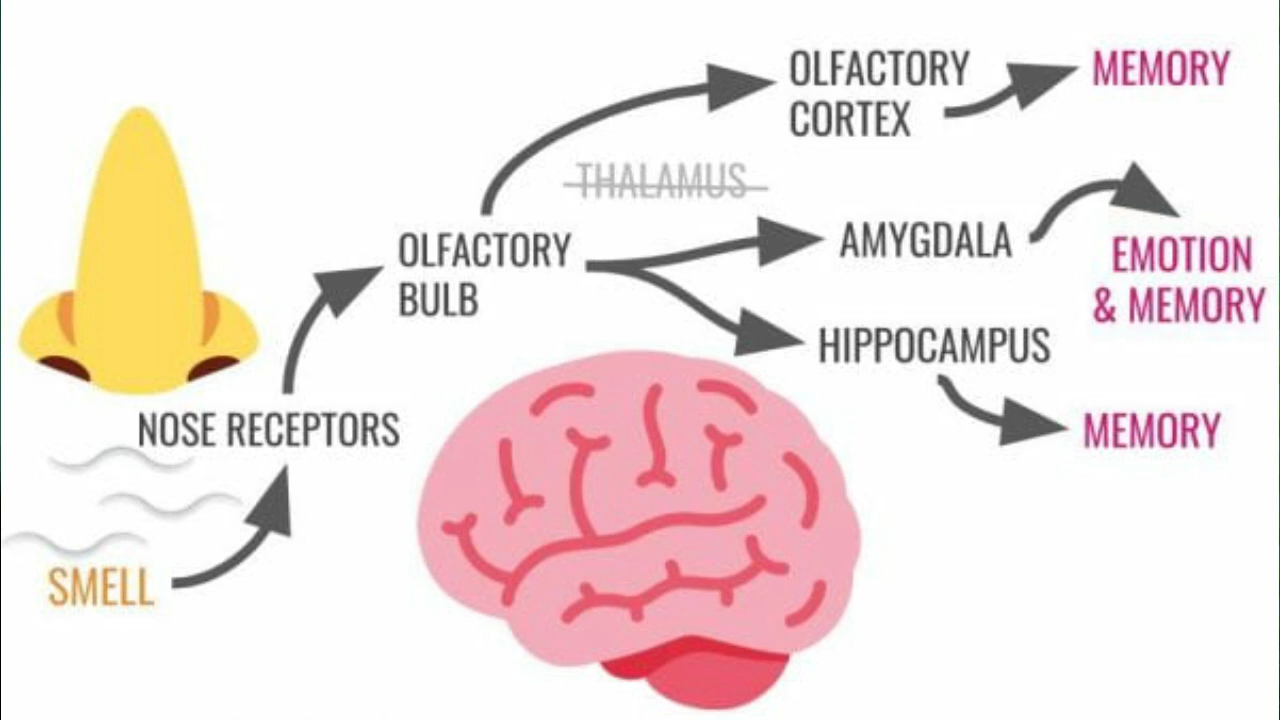 OLFACTORY
CORTEX
MEMORY
THALAMUS
OLFACTORY
BULB
AMYGDALA
EMOTION
& MEMORY
HIPPOCAMPUS
MEMORY
NOSE RECEPTORS
SMELL